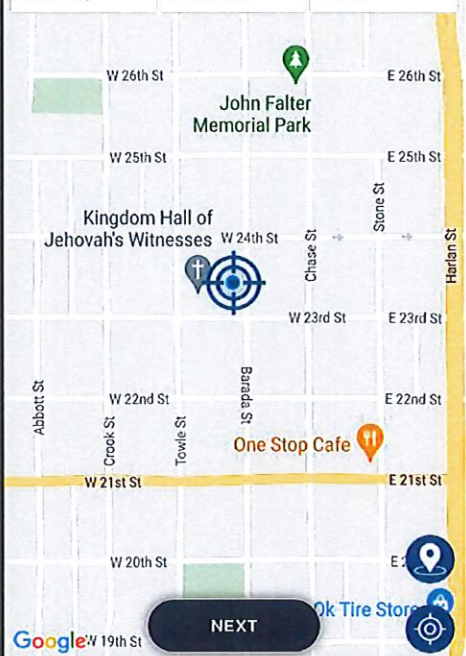 W 26th St
E 26th St
John Falter
Memorial Park
W 25th St
E 25th St
Stone St
Kingdom Hall of
Jehovah's Witnesses
W 24th St
Chase St
Harlan St
W 23rd St
E 23rd St
Abbott St
W 22nd St
Barada St
E 22nd St
Crook St
Towle St
One Stop Cafe
W 21st St
E 21st St
W 20th St
Ok Tire Store
NEXT
Google
W 19th St